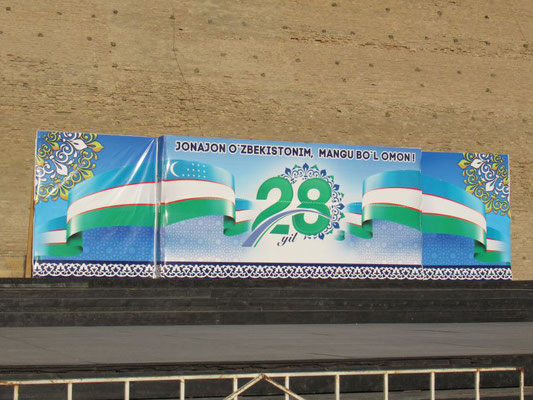 JONAJON O'ZBEKISTONIM, MANGU BO'L OMON!
28
yil